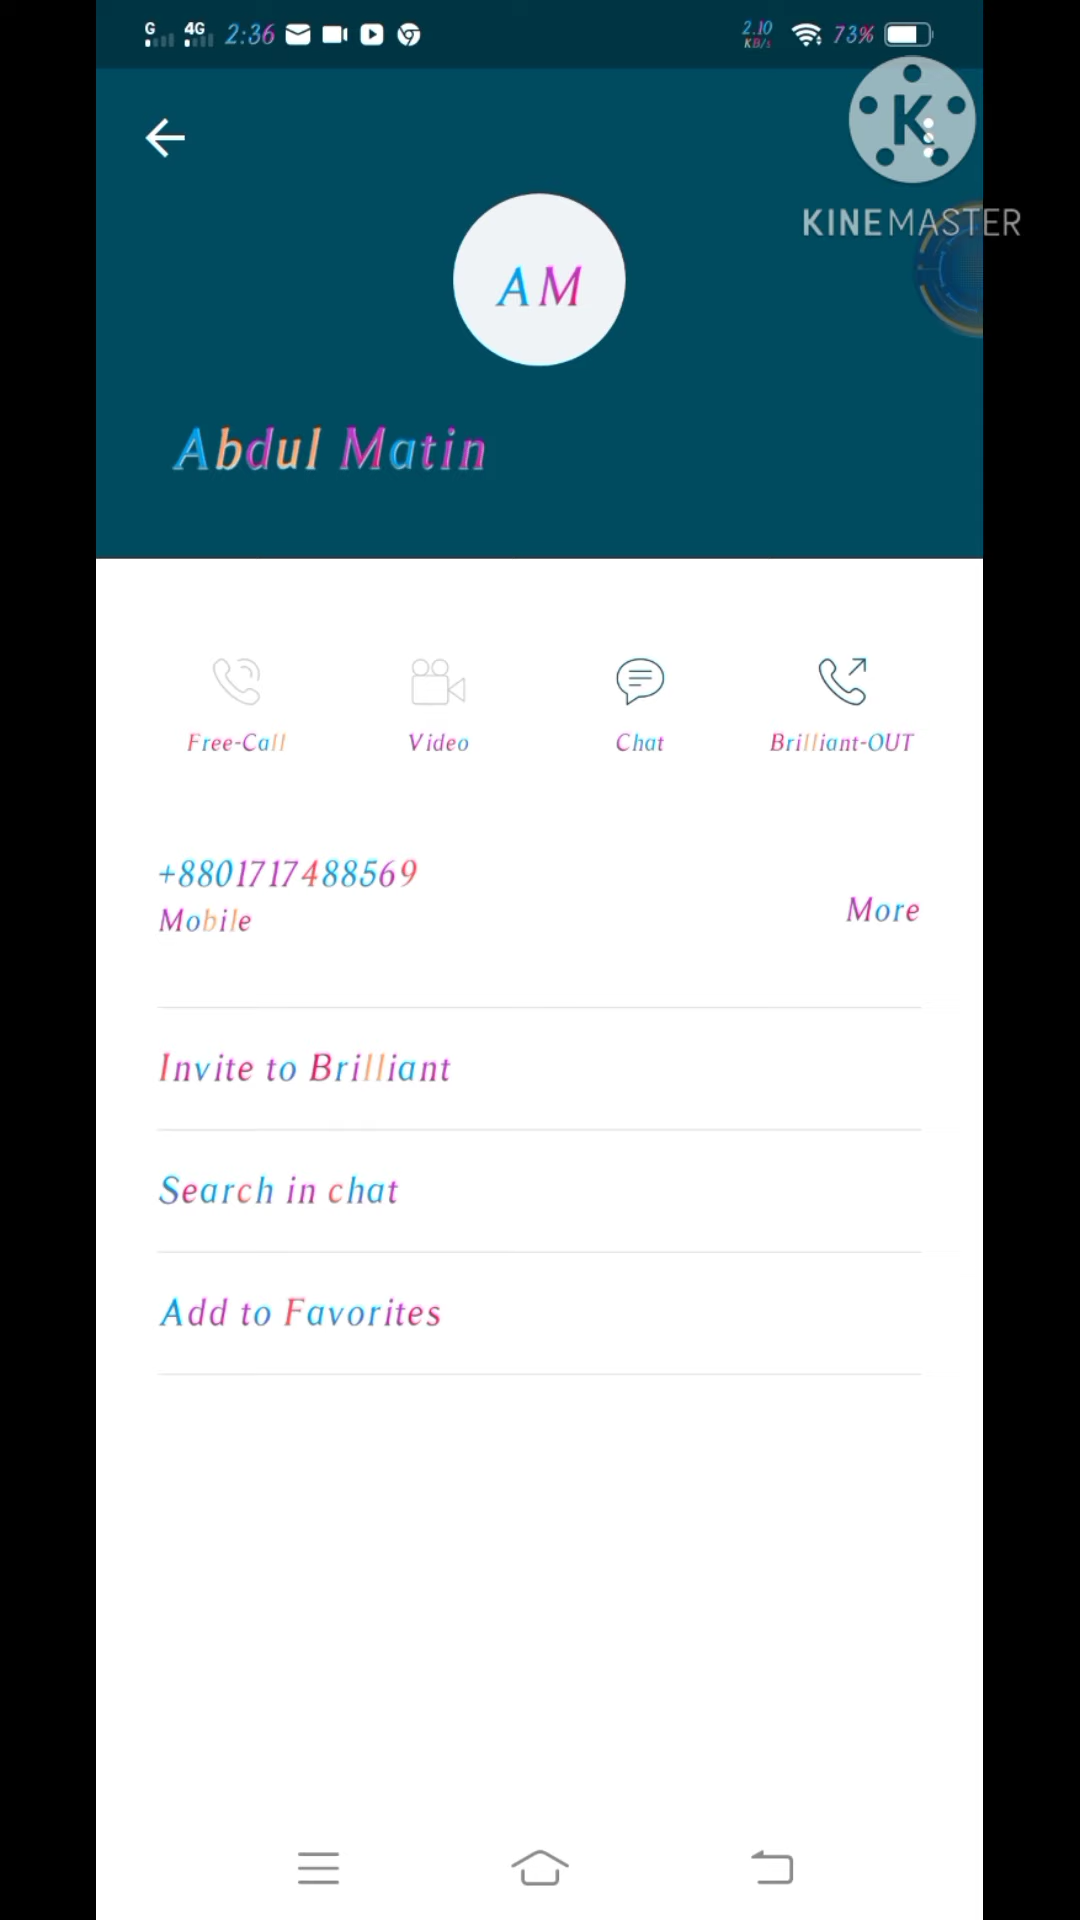 G 4G 2:36 2.10 KB/s 73%
K
KINEMASTER
AM
Abdul Matin
Free-Call Video Chat Brilliant-OUT
+8801717488569
Mobile
More
Invite to Brilliant
Search in chat
Add to Favorites